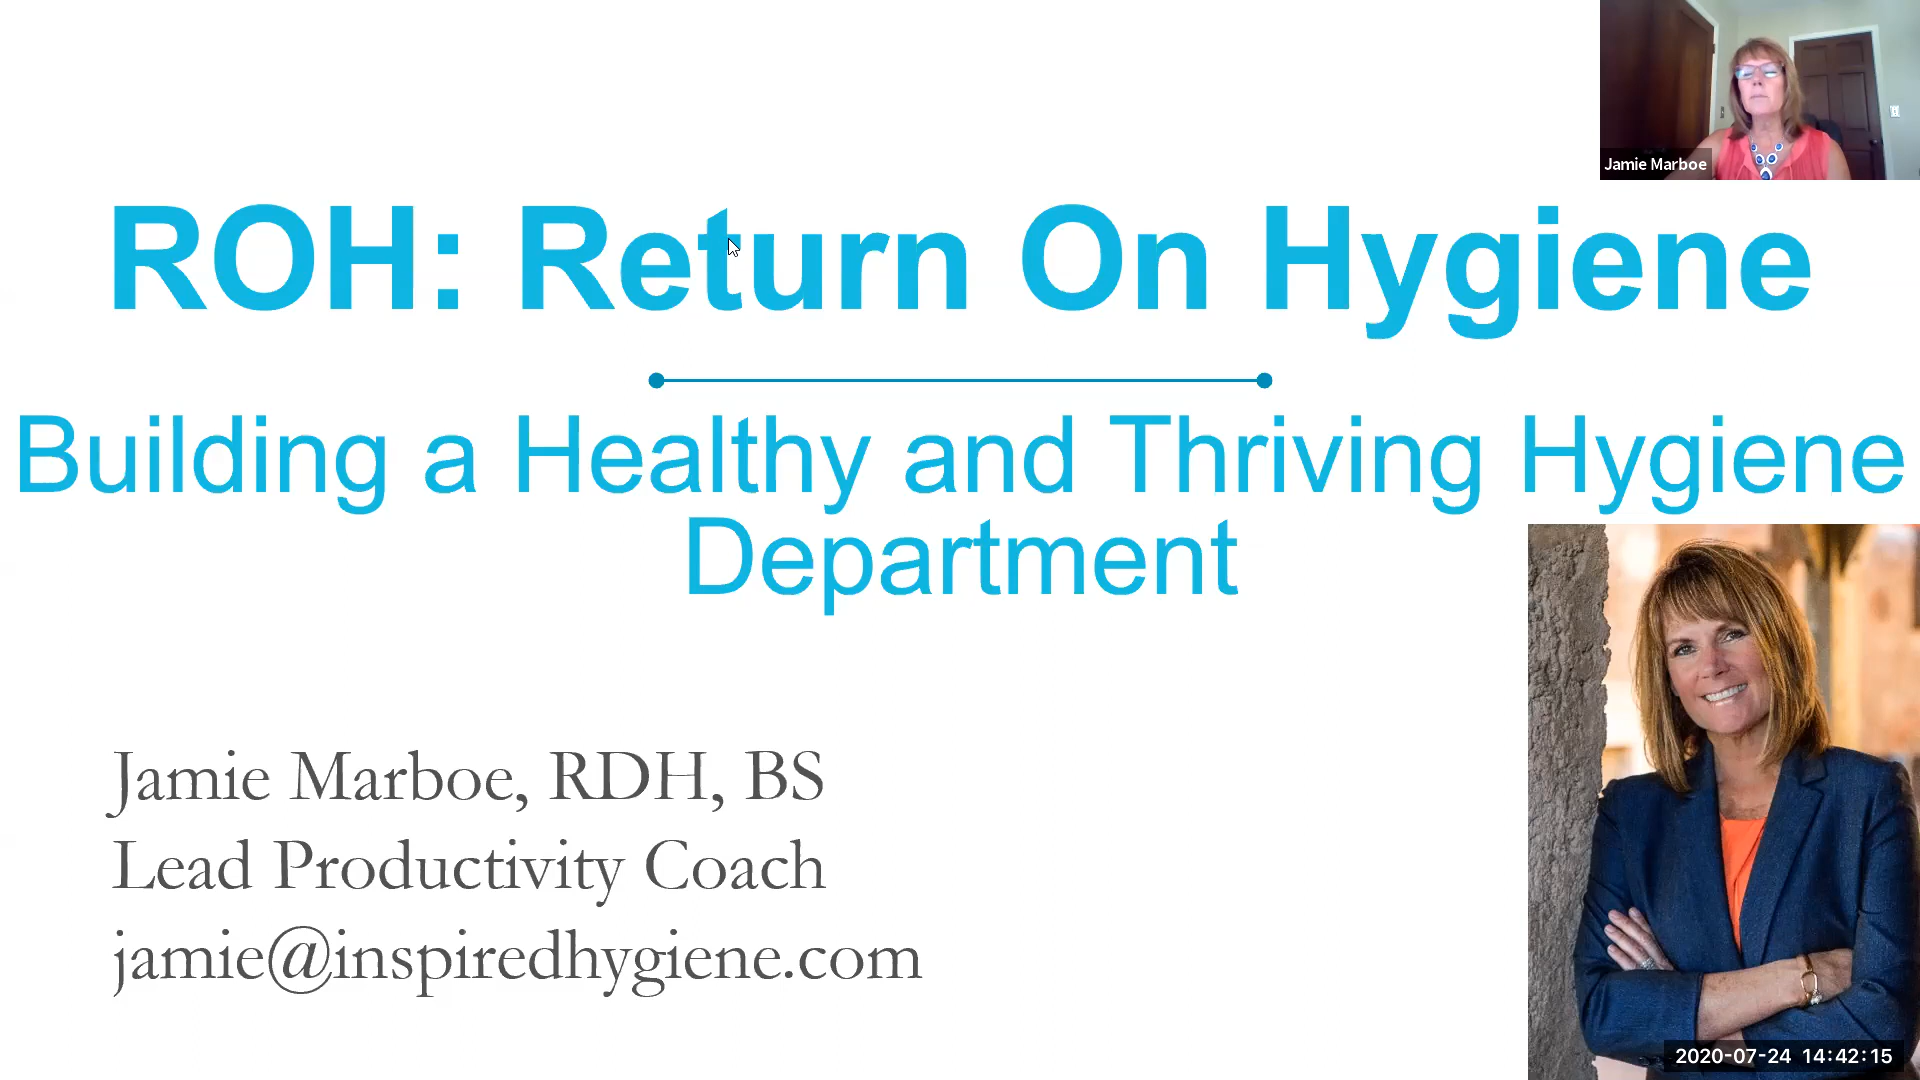 Jamie Marboe
ROH: Return On Hygiene
Building a Healthy and Thriving Hygiene
Department
Jamie Marboe, RDH, BS
Lead Productivity Coach
jamie@inspiredhygiene.com
2020-07-24 14:42:15